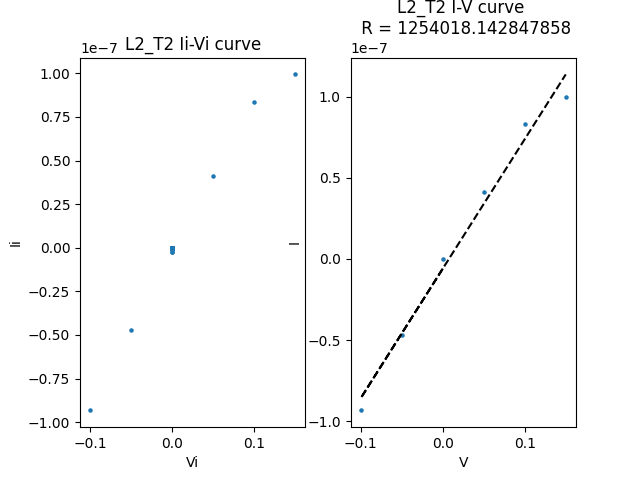 L2_T2 Ii-Vi curve
1e−7
1.00
0.75
0.50
0.25
0.00
−0.25
−0.50
−0.75
−1.00
−0.1
0.0
0.1
Vi
Ii
L2_T2 I-V curve
R = 1254018.142847858
1e−7
1.0
0.5
0.0
−0.5
−1.0
−0.1
0.0
0.1
V
I